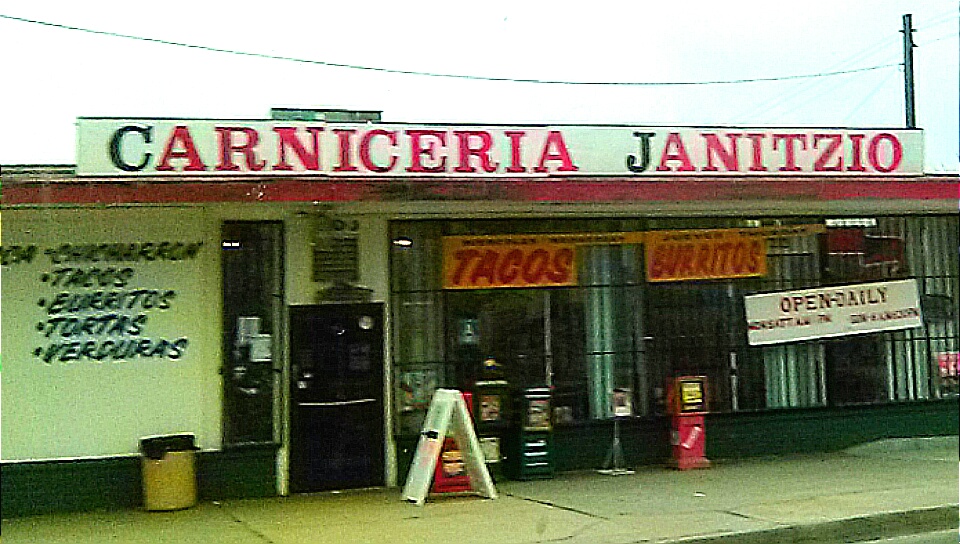 CARNICERIA JANITZIO
•CHICHARRON
•TACOS
•BURRITOS
•TORTAS
•VERDURAS
TACOS
BURRITOS
OPEN-DAILY